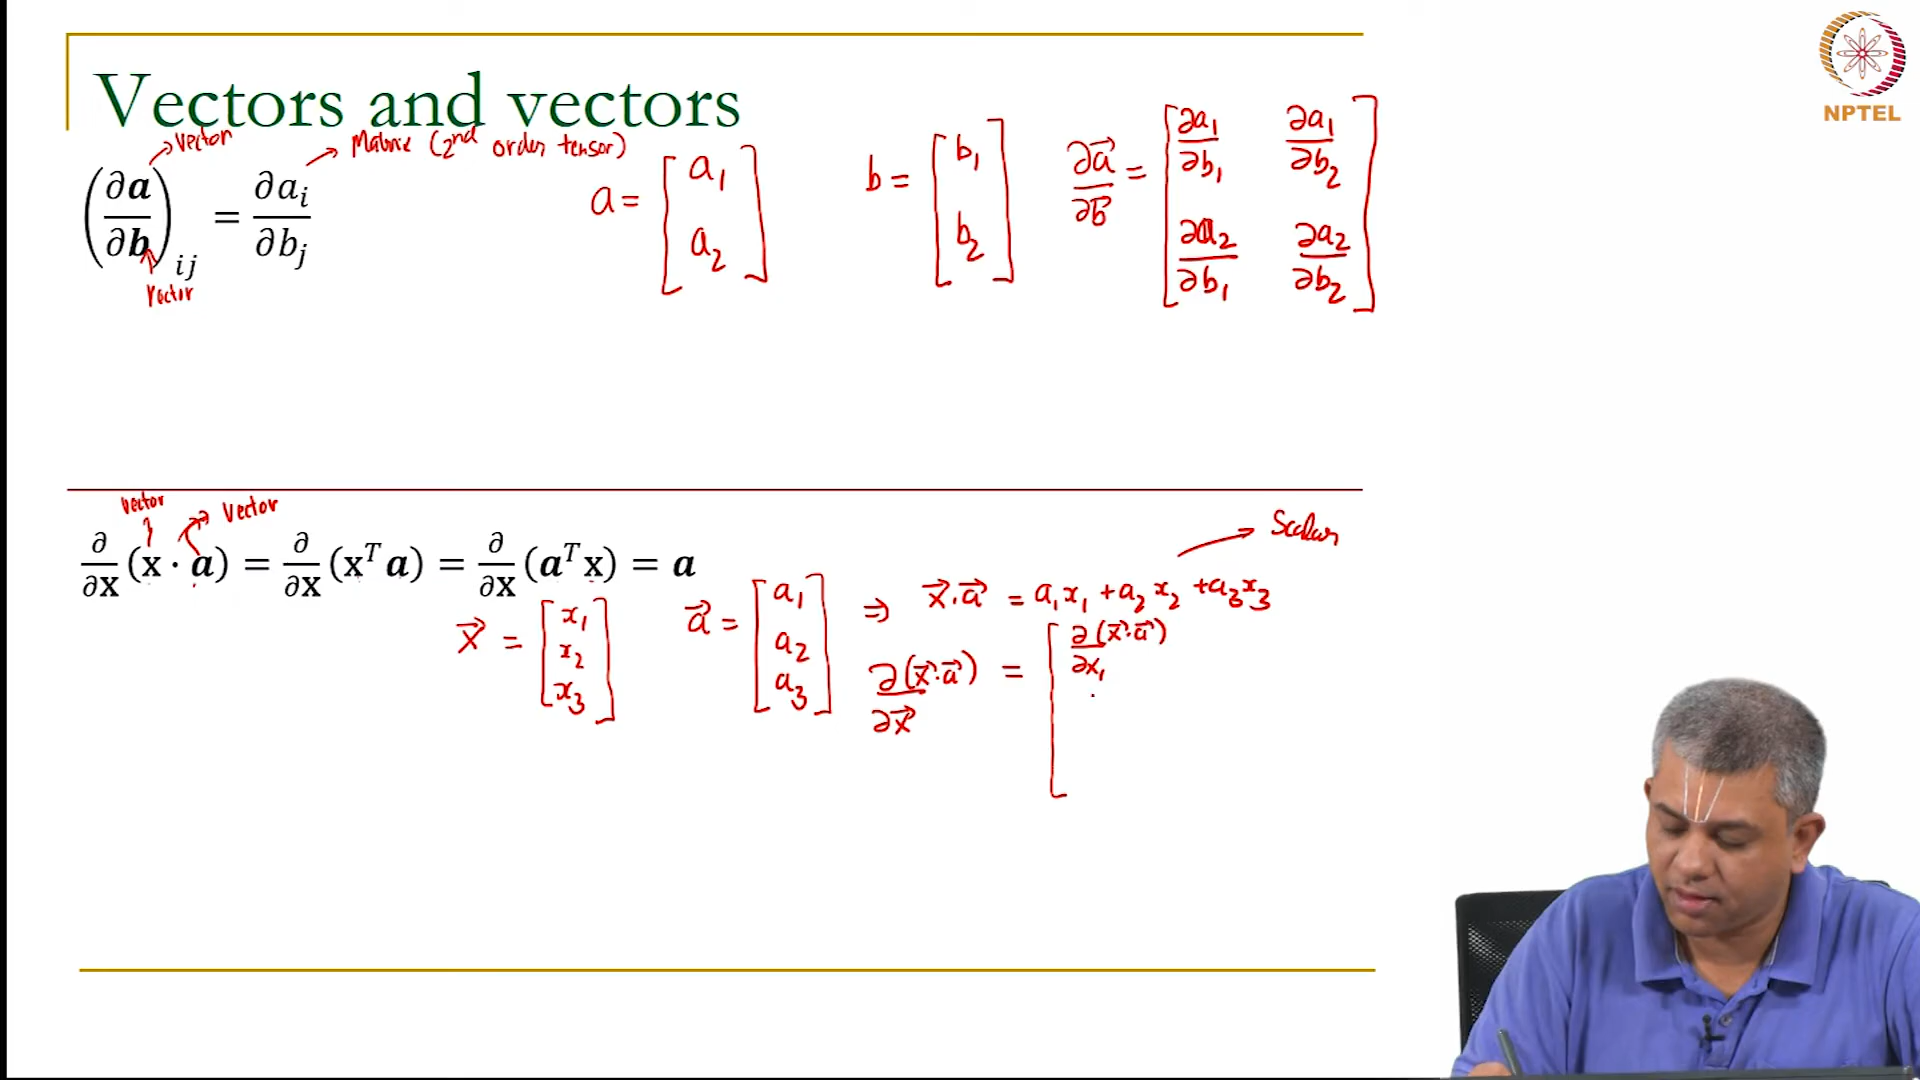 Vectors and vectors
NPTEL
→ Vector
→ Matrix (2nd order tensor)
(∂a/∂b)ij = ∂ai/∂bj
Vector
a = [a1 a2]
b = [b1 b2]
∂a⃗/∂b⃗ = [∂a1/∂b1 ∂a1/∂b2
∂a2/∂b1 ∂a2/∂b2]
Vector
→ Vector
→ Scalar
∂/∂x (x · a) = ∂/∂x (xᵀa) = ∂/∂x (aᵀx) = a
x⃗ = [x1 x2 x3]
a⃗ = [a1 a2 a3]
⇒ x⃗·a⃗ = a1x1 + a2x2 + a3x3
∂(x⃗·a⃗)/∂x⃗ = [∂(x⃗·a⃗)/∂x1